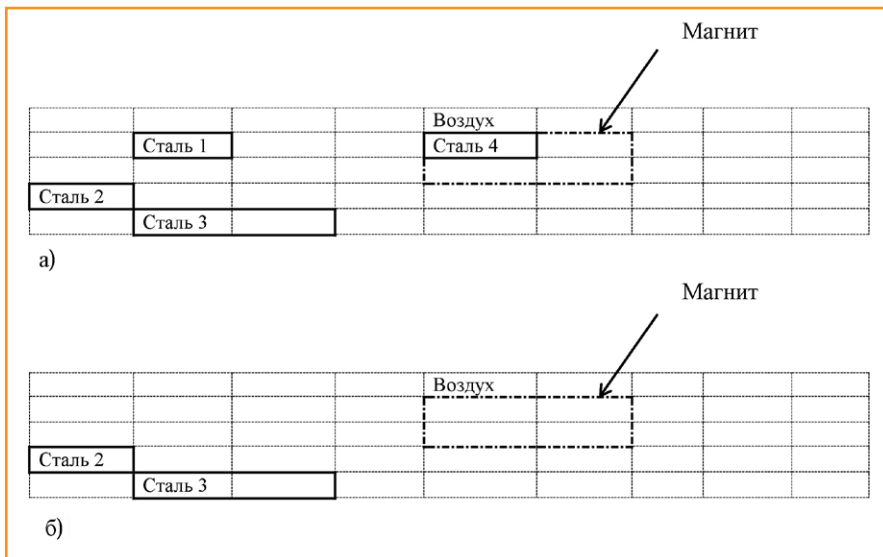 Магнит
Воздух
Сталь 1
Сталь 4
Сталь 2
Сталь 3
а)
Магнит
Воздух
Сталь 2
Сталь 3
б)